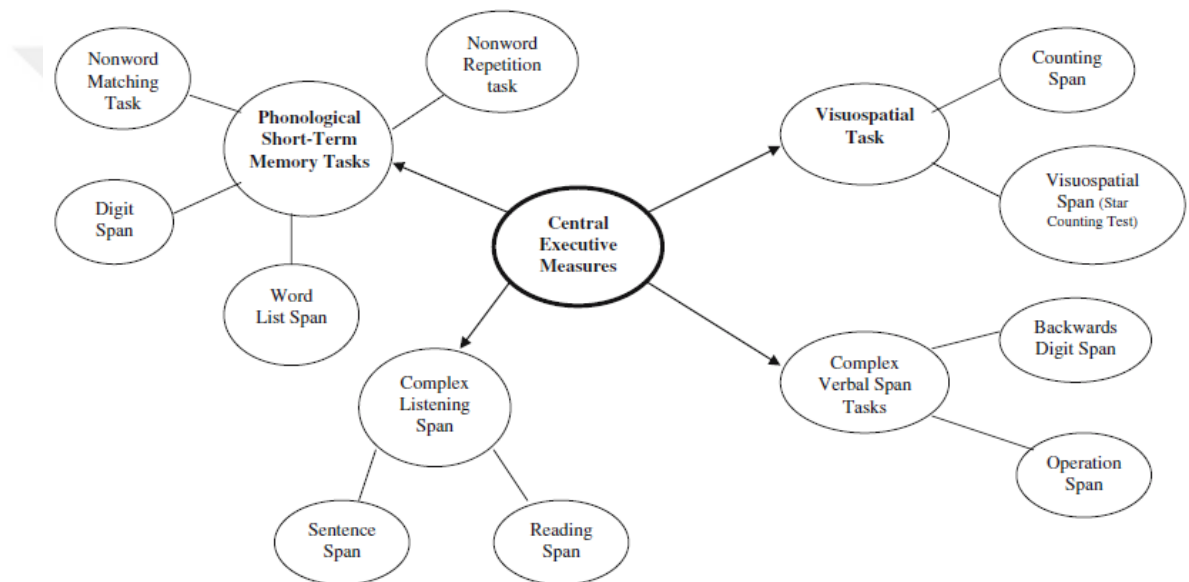 Nonword
Matching
Task
Nonword
Repetition
task
Phonological
Short-Term
Memory Tasks
Digit
Span
Word
List Span
Central
Executive
Measures
Visuospatial
Task
Counting
Span
Visuospatial
Span (Star
Counting Test)
Complex
Listening
Span
Sentence
Span
Reading
Span
Complex
Verbal Span
Tasks
Backwards
Digit Span
Operation
Span